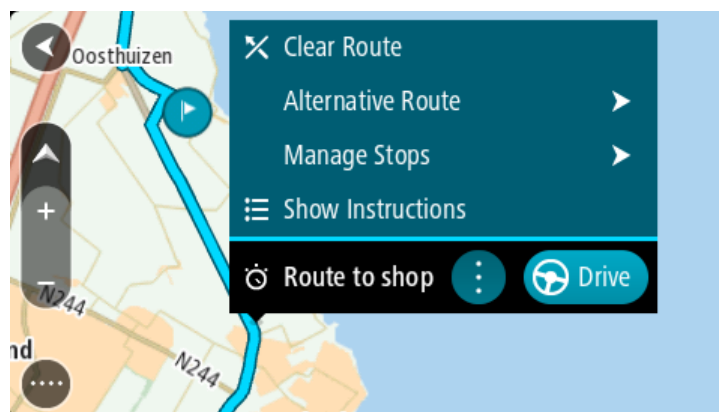 Oosthuizen
Clear Route
Alternative Route
Manage Stops
Show Instructions
Route to shop
Drive
N244
nd
N244